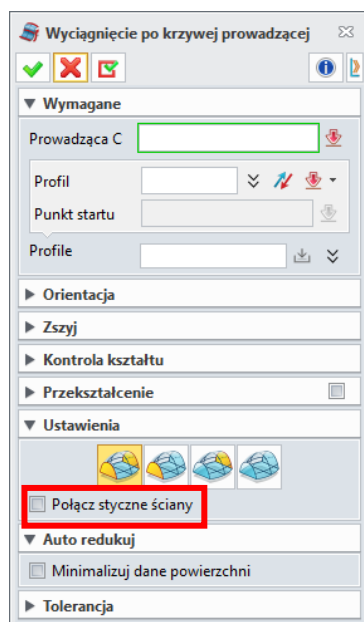 Wyciągnięcie po krzywej prowadzącej
Wymagane
Prowadząca C
Profil
Punkt startu
Profile
Orientacja
Zszyj
Kontrola kształtu
Przekształcenie
Ustawienia
Połącz styczne ściany
Auto redukuj
Minimalizuj dane powierzchni
Tolerancja